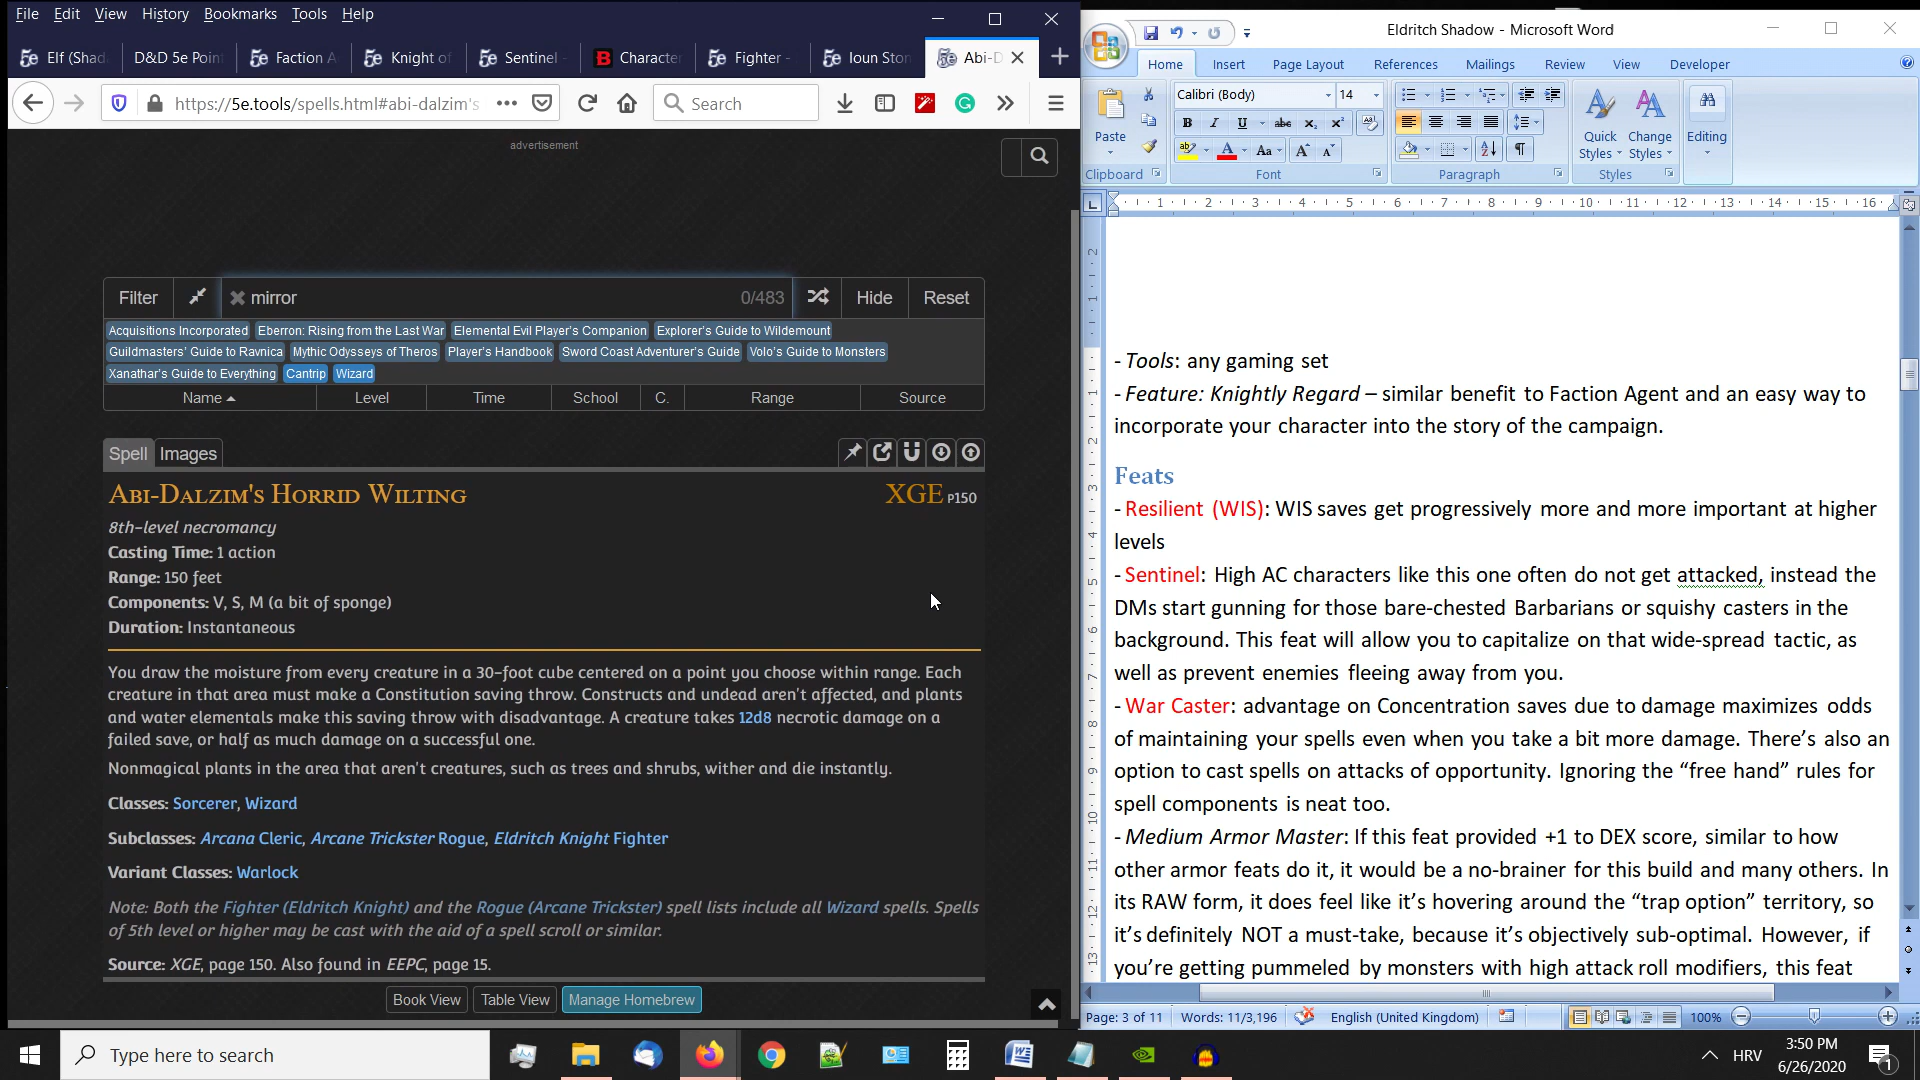 File Edit View History Bookmarks Tools Help
Elf (Shad D&D 5e Poin Faction A Knight of Sentinel - Characte Fighter - Ioun Ston Abi-D
https://5e.tools/spells.html#abi-dalzim's Search
advertisement
Filter mirror 0/483 Hide Reset
Acquisitions Incorporated Eberron: Rising from the Last War Elemental Evil Player's Companion Explorer's Guide to Wildemount
Guildmasters' Guide to Ravnica Mythic Odysseys of Theros Player's Handbook Sword Coast Adventurer's Guide Volo's Guide to Monsters
Xanathar's Guide to Everything Cantrip Wizard
Name Level Time School C. Range Source
Spell Images
Abi-Dalzim's Horrid Wilting XGE P150
8th-level necromancy
Casting Time: 1 action
Range: 150 feet
Components: V, S, M (a bit of sponge)
Duration: Instantaneous
You draw the moisture from every creature in a 30-foot cube centered on a point you choose within range. Each
creature in that area must make a Constitution saving throw. Constructs and undead aren't affected, and plants
and water elementals make this saving throw with disadvantage. A creature takes 12d8 necrotic damage on a
failed save, or half as much damage on a successful one.
Nonmagical plants in the area that aren't creatures, such as trees and shrubs, wither and die instantly.
Classes: Sorcerer, Wizard
Subclasses: Arcana Cleric, Arcane Trickster Rogue, Eldritch Knight Fighter
Variant Classes: Warlock
Note: Both the Fighter (Eldritch Knight) and the Rogue (Arcane Trickster) spell lists include all Wizard spells. Spells
of 5th level or higher may be cast with the aid of a spell scroll or similar.
Source: XGE, page 150. Also found in EEPC, page 15.
Book View Table View Manage Homebrew
Eldritch Shadow - Microsoft Word
Home Insert Page Layout References Mailings Review View Developer
Calibri (Body) 14
Paste Quick Styles Change Styles Editing
Clipboard Font Paragraph Styles
1 2 3 4 5 6 7 8 9 10 11 12 13 14 15 16
- Tools: any gaming set
- Feature: Knightly Regard – similar benefit to Faction Agent and an easy way to
incorporate your character into the story of the campaign.
Feats
- Resilient (WIS): WIS saves get progressively more and more important at higher
levels
- Sentinel: High AC characters like this one often do not get attacked, instead the
DMs start gunning for those bare-chested Barbarians or squishy casters in the
background. This feat will allow you to capitalize on that wide-spread tactic, as
well as prevent enemies fleeing away from you.
- War Caster: advantage on Concentration saves due to damage maximizes odds
of maintaining your spells even when you take a bit more damage. There's also an
option to cast spells on attacks of opportunity. Ignoring the “free hand” rules for
spell components is neat too.
- Medium Armor Master: If this feat provided +1 to DEX score, similar to how
other armor feats do it, it would be a no-brainer for this build and many others. In
its RAW form, it does feel like it's hovering around the “trap option” territory, so
it's definitely NOT a must-take, because it's objectively sub-optimal. However, if
you're getting pummeled by monsters with high attack roll modifiers, this feat
Page: 3 of 11 Words: 11/3,196 English (United Kingdom) 100%
Type here to search
HRV 3:50 PM
6/26/2020 1